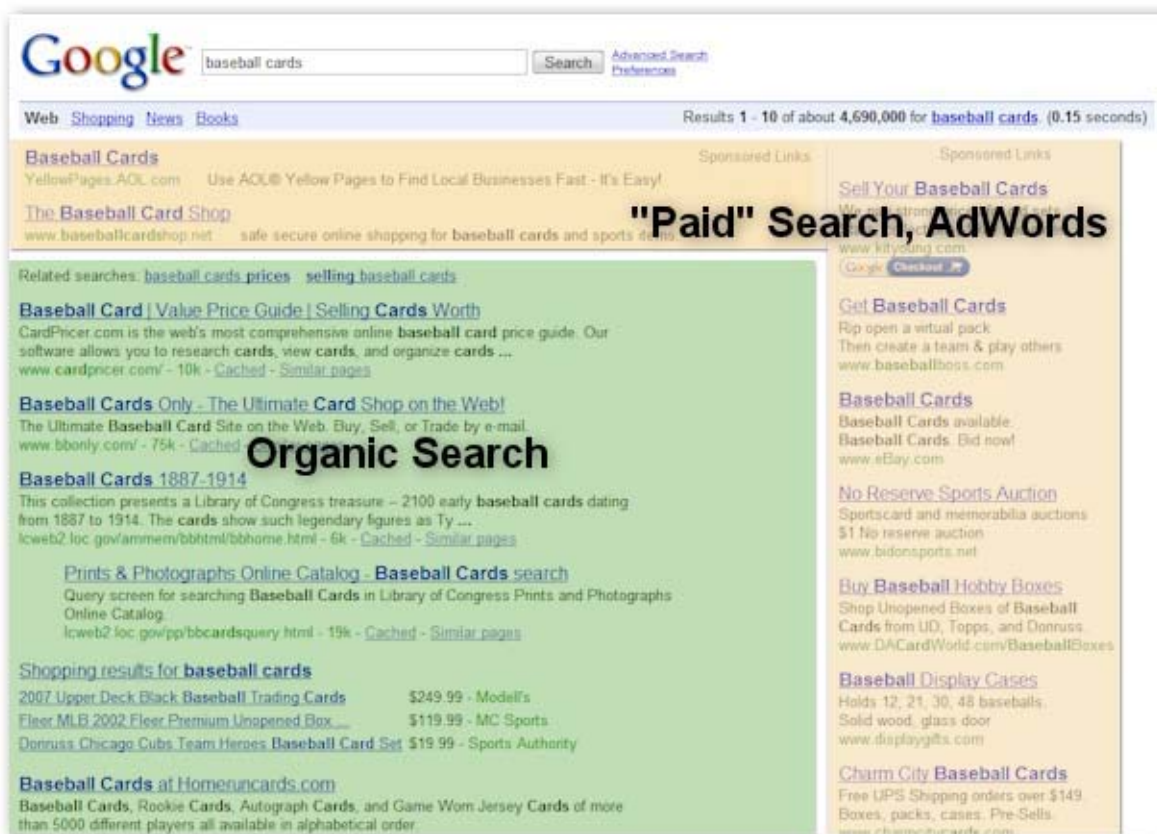 Google
baseball cards
Search
Advanced Search
Preferences
Web Shopping News Books
Results 1 - 10 of about 4,690,000 for baseball cards. (0.15 seconds)
Baseball Cards
Sponsored Links
YellowPages.AOL.com Use AOL® Yellow Pages to Find Local Businesses Fast - It's Easy!
The Baseball Card Shop
www.baseballcardshop.net safe secure online shopping for baseball cards and sports items.
"Paid" Search, AdWords
Related searches: baseball cards prices selling baseball cards
Baseball Card | Value Price Guide | Selling Cards Worth
CardPricer.com is the web's most comprehensive online baseball card price guide. Our
software allows you to research cards, view cards, and organize cards ...
www.cardpricer.com/ - 10k - Cached - Similar pages
Baseball Cards Only - The Ultimate Card Shop on the Web!
The Ultimate Baseball Card Site on the Web. Buy, Sell, or Trade by e-mail.
www.bbonly.com/ - 75k - Cached
Organic Search
Baseball Cards 1887-1914
This collection presents a Library of Congress treasure -- 2100 early baseball cards dating
from 1887 to 1914. The cards show such legendary figures as Ty ...
lcweb2.loc.gov/ammem/bbhtml/bbhome.html - 6k - Cached - Similar pages
Prints & Photographs Online Catalog - Baseball Cards search
Query screen for searching Baseball Cards in Library of Congress Prints and Photographs
Online Catalog.
lcweb2.loc.gov/pp/bbcardsquery.html - 19k - Cached - Similar pages
Shopping results for baseball cards
2007 Upper Deck Black Baseball Trading Cards $249.99 - Modell's
Fleer MLB 2002 Fleer Premium Unopened Box ... $119.99 - MC Sports
Donruss Chicago Cubs Team Heroes Baseball Card Set $19.99 - Sports Authority
Baseball Cards at Homeruncards.com
Baseball Cards, Rookie Cards, Autograph Cards, and Game Worn Jersey Cards of more
than 5000 different players all available in alphabetical order.
Sponsored Links
Sell Your Baseball Cards
www.kityoung.com
Google Checkout
Get Baseball Cards
Rip open a virtual pack
Then create a team & play others
www.baseballboss.com
Baseball Cards
Baseball Cards available.
Baseball Cards. Bid now!
www.eBay.com
No Reserve Sports Auction
Sportscard and memorabilia auctions
$1 No reserve auction
www.bidonsports.net
Buy Baseball Hobby Boxes
Shop Unopened Boxes of Baseball
Cards from UD, Topps, and Donruss.
www.DACardWorld.com/BaseballBoxes
Baseball Display Cases
Holds 12, 21, 30, 48 baseballs.
Solid wood, glass door
www.displaygifts.com
Charm City Baseball Cards
Free UPS Shipping orders over $149.
Boxes, packs, cases. Pre-Sells.
www.charmcitycards.com